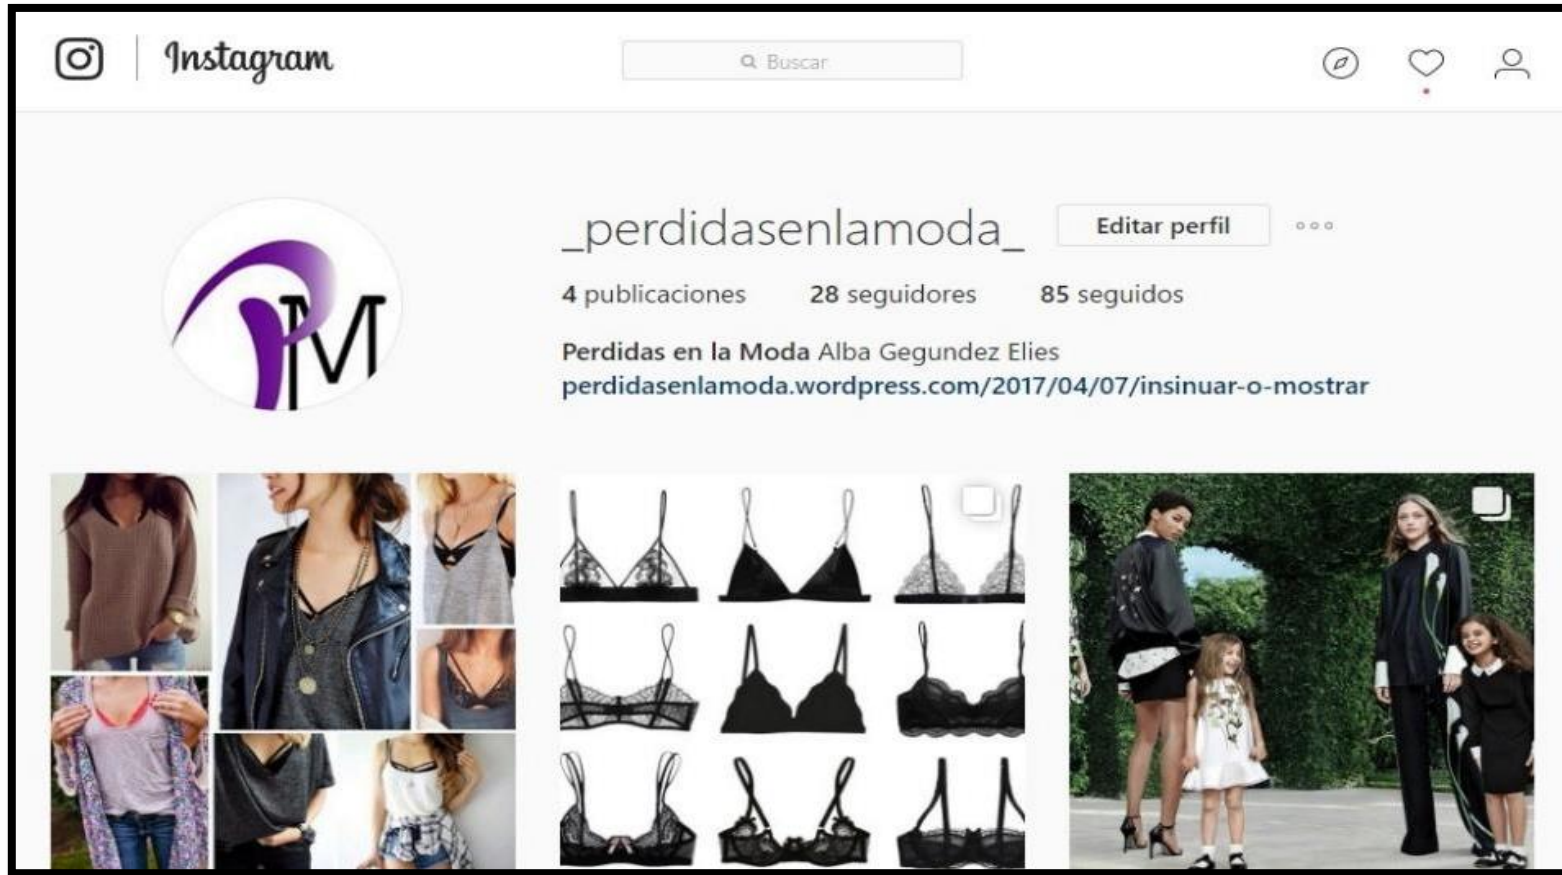 Instagram
Buscar
_perdidasenlamoda_ Editar perfil
4 publicaciones 28 seguidores 85 seguidos
Perdidas en la Moda Alba Gegundez Elies
perdidasenlamoda.wordpress.com/2017/04/07/insinuar-o-mostrar
PM